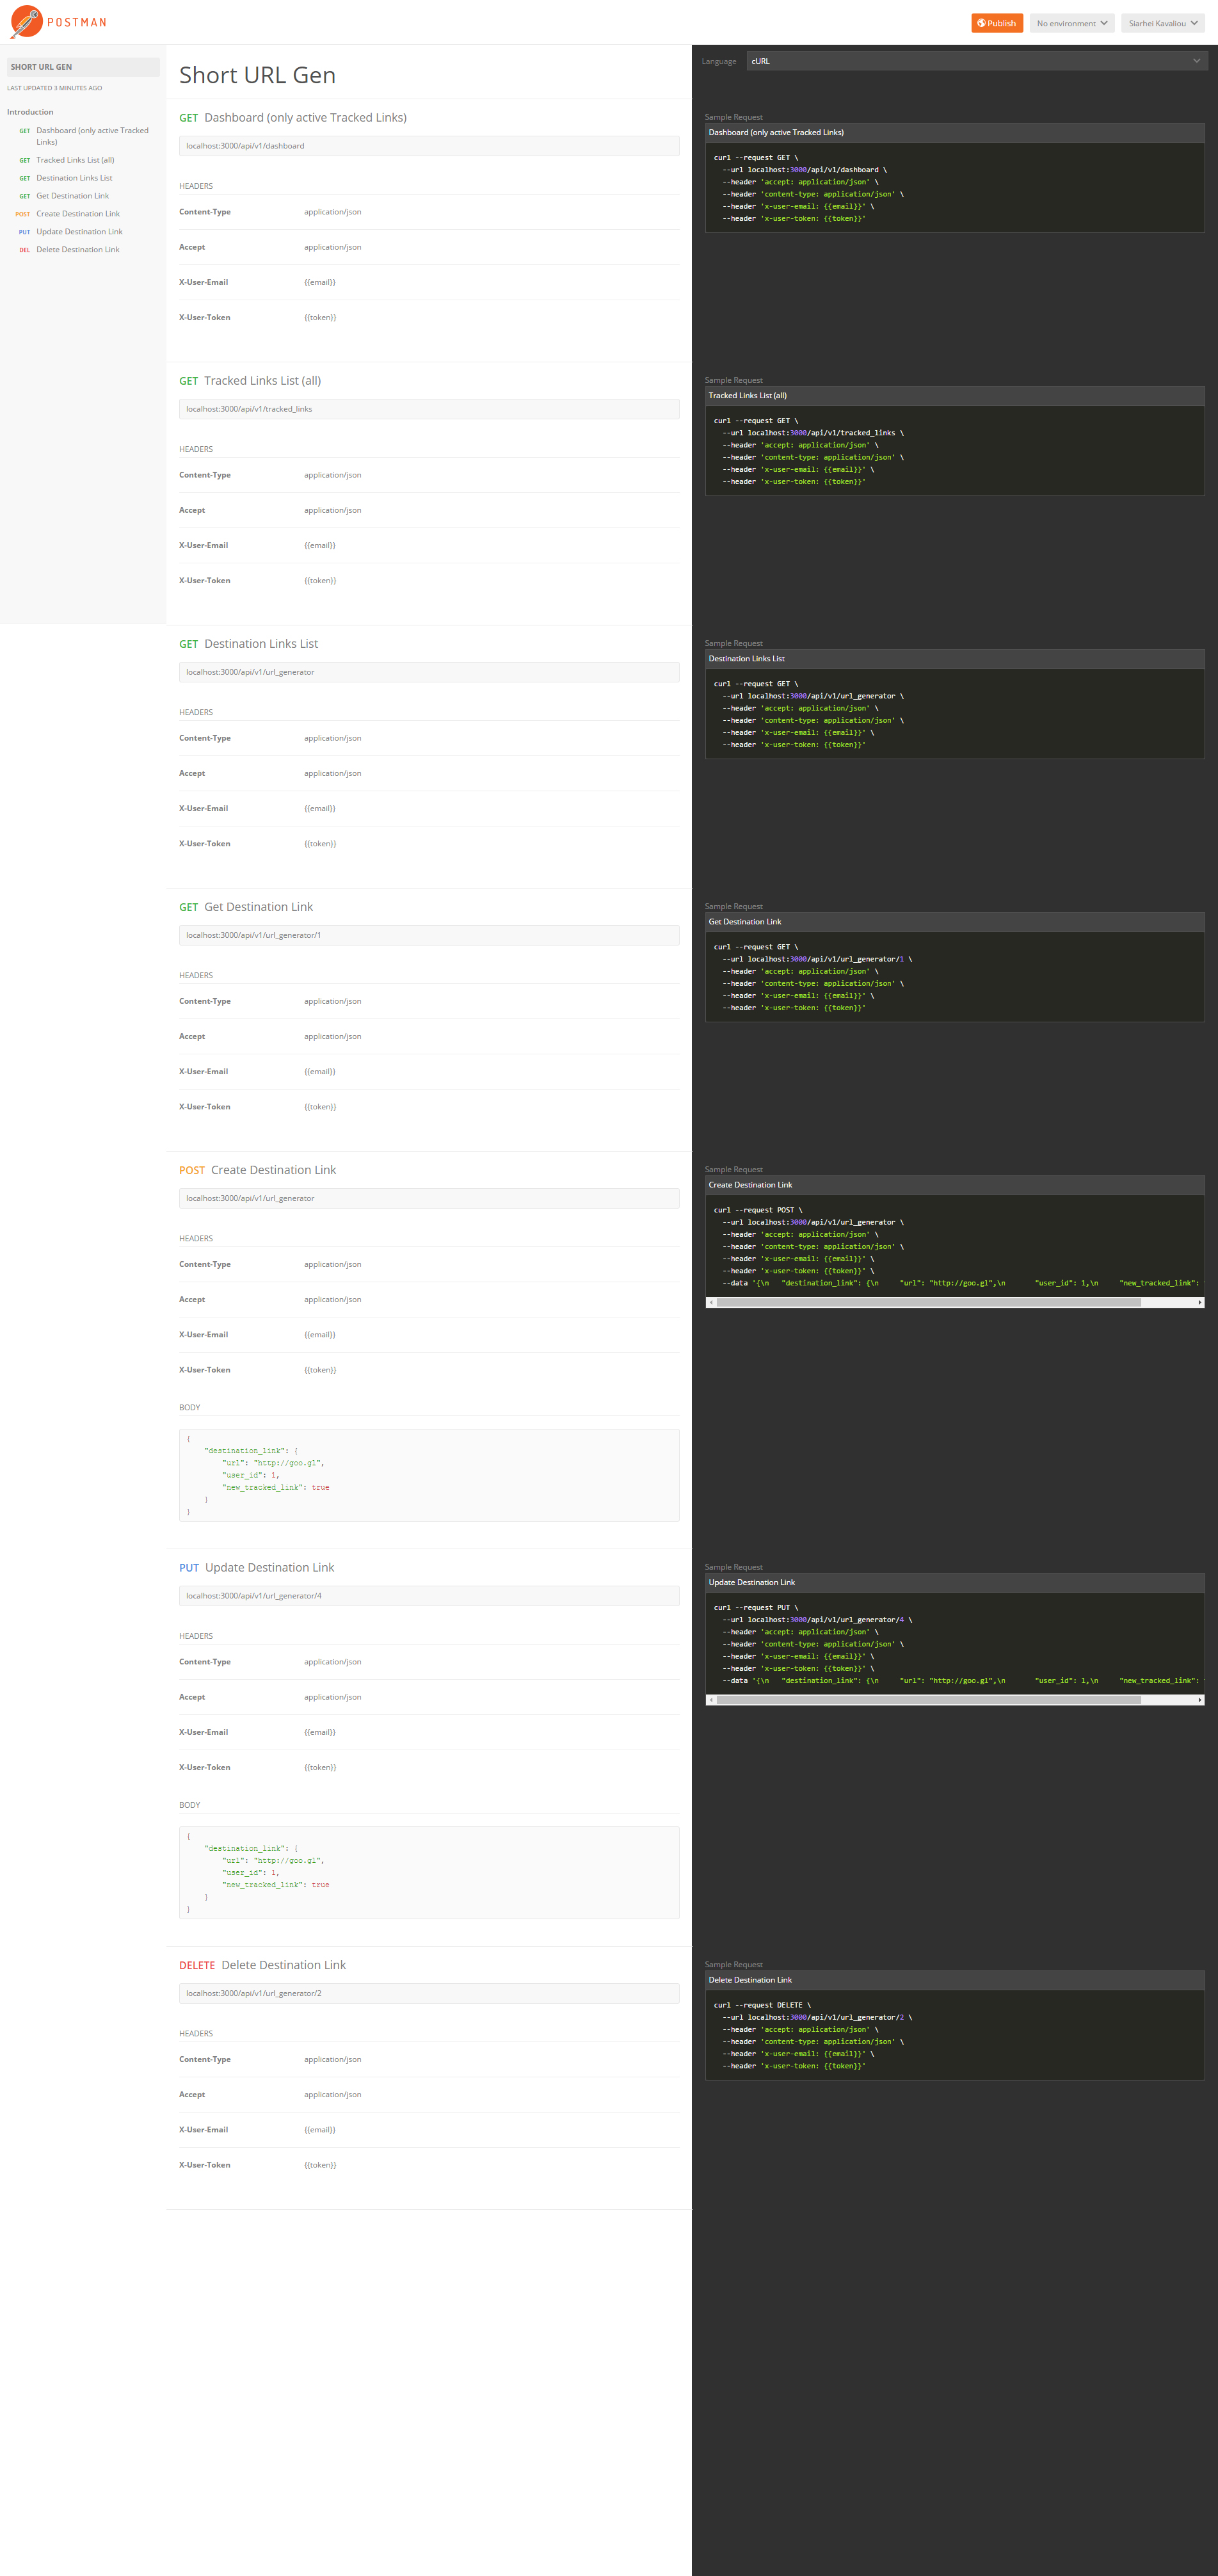 POSTMAN
Publish
No environment
Siarhei Kavaliou
SHORT URL GEN
LAST UPDATED 3 MINUTES AGO
Introduction
GET Dashboard (only active Tracked
Links)
GET Tracked Links List (all)
GET Destination Links List
GET Get Destination Link
POST Create Destination Link
PUT Update Destination Link
DEL Delete Destination Link
Short URL Gen
Language cURL
GET Dashboard (only active Tracked Links)
localhost:3000/api/v1/dashboard
HEADERS
Content-Type application/json
Accept application/json
X-User-Email {{email}}
X-User-Token {{token}}
Sample Request
Dashboard (only active Tracked Links)
curl --request GET \
--url localhost:3000/api/v1/dashboard \
--header 'accept: application/json' \
--header 'content-type: application/json' \
--header 'x-user-email: {{email}}' \
--header 'x-user-token: {{token}}'
GET Tracked Links List (all)
localhost:3000/api/v1/tracked_links
HEADERS
Content-Type application/json
Accept application/json
X-User-Email {{email}}
X-User-Token {{token}}
Sample Request
Tracked Links List (all)
curl --request GET \
--url localhost:3000/api/v1/tracked_links \
--header 'accept: application/json' \
--header 'content-type: application/json' \
--header 'x-user-email: {{email}}' \
--header 'x-user-token: {{token}}'
GET Destination Links List
localhost:3000/api/v1/url_generator
HEADERS
Content-Type application/json
Accept application/json
X-User-Email {{email}}
X-User-Token {{token}}
Sample Request
Destination Links List
curl --request GET \
--url localhost:3000/api/v1/url_generator \
--header 'accept: application/json' \
--header 'content-type: application/json' \
--header 'x-user-email: {{email}}' \
--header 'x-user-token: {{token}}'
GET Get Destination Link
localhost:3000/api/v1/url_generator/1
HEADERS
Content-Type application/json
Accept application/json
X-User-Email {{email}}
X-User-Token {{token}}
Sample Request
Get Destination Link
curl --request GET \
--url localhost:3000/api/v1/url_generator/1 \
--header 'accept: application/json' \
--header 'content-type: application/json' \
--header 'x-user-email: {{email}}' \
--header 'x-user-token: {{token}}'
POST Create Destination Link
localhost:3000/api/v1/url_generator
HEADERS
Content-Type application/json
Accept application/json
X-User-Email {{email}}
X-User-Token {{token}}
BODY
{
"destination_link": {
"url": "http://goo.gl",
"user_id": 1,
"new_tracked_link": true
}
}
Sample Request
Create Destination Link
curl --request POST \
--url localhost:3000/api/v1/url_generator \
--header 'accept: application/json' \
--header 'content-type: application/json' \
--header 'x-user-email: {{email}}' \
--header 'x-user-token: {{token}}' \
--data '{\n "destination_link": {\n "url": "http://goo.gl",\n "user_id": 1,\n "new_tracked_link":
PUT Update Destination Link
localhost:3000/api/v1/url_generator/4
HEADERS
Content-Type application/json
Accept application/json
X-User-Email {{email}}
X-User-Token {{token}}
BODY
{
"destination_link": {
"url": "http://goo.gl",
"user_id": 1,
"new_tracked_link": true
}
}
Sample Request
Update Destination Link
curl --request PUT \
--url localhost:3000/api/v1/url_generator/4 \
--header 'accept: application/json' \
--header 'content-type: application/json' \
--header 'x-user-email: {{email}}' \
--header 'x-user-token: {{token}}' \
--data '{\n "destination_link": {\n "url": "http://goo.gl",\n "user_id": 1,\n "new_tracked_link":
DELETE Delete Destination Link
localhost:3000/api/v1/url_generator/2
HEADERS
Content-Type application/json
Accept application/json
X-User-Email {{email}}
X-User-Token {{token}}
Sample Request
Delete Destination Link
curl --request DELETE \
--url localhost:3000/api/v1/url_generator/2 \
--header 'accept: application/json' \
--header 'content-type: application/json' \
--header 'x-user-email: {{email}}' \
--header 'x-user-token: {{token}}'